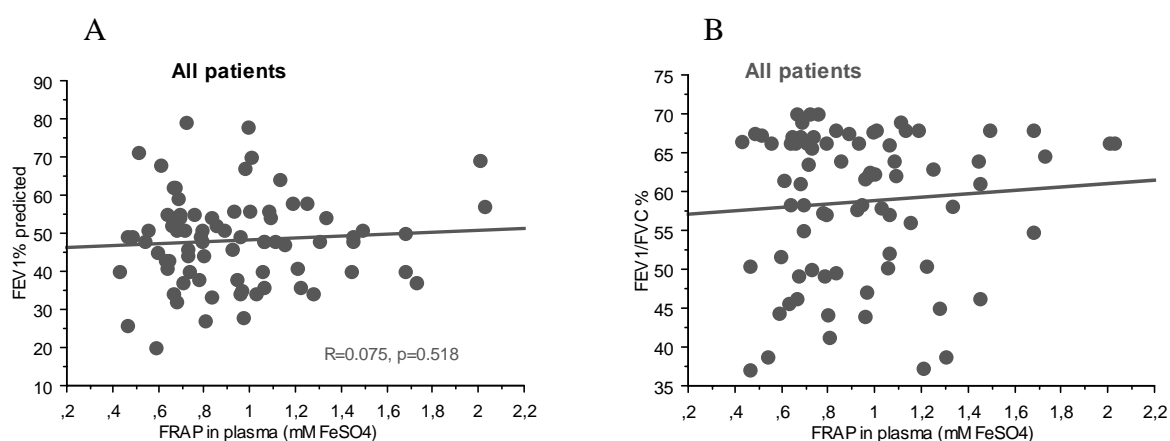 A
All patients
FEV1% predicted
90
80
70
60
50
40
30
20
10
R=0.075, p=0.518
,2 ,4 ,6 ,8 1 1,2 1,4 1,6 1,8 2 2,2
FRAP in plasma (mM FeSO4)
B
All patients
FEV1/FVC %
75
70
65
60
55
50
45
40
35
,2 ,4 ,6 ,8 1 1,2 1,4 1,6 1,8 2 2,2
FRAP in plasma (mM FeSO4)